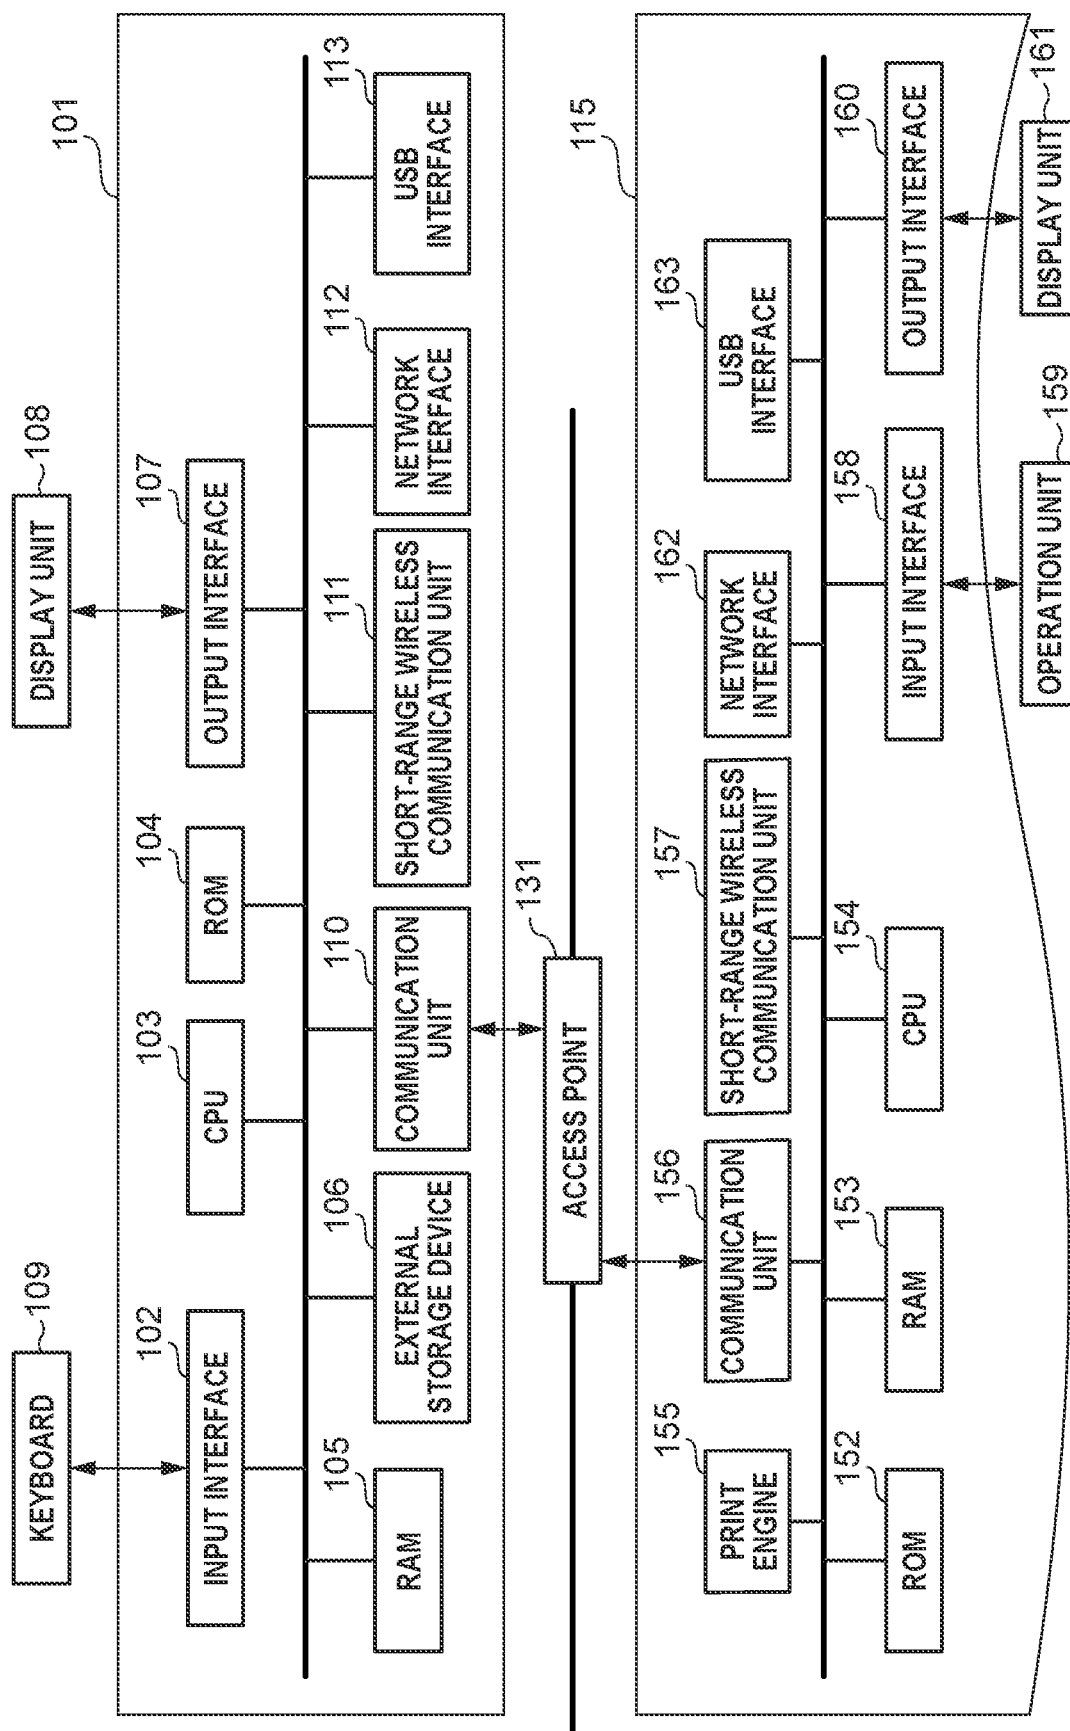 101
KEYBOARD
109
DISPLAY UNIT
108
INPUT INTERFACE
102
CPU
103
ROM
104
OUTPUT INTERFACE
107
RAM
105
EXTERNAL
STORAGE DEVICE
106
COMMUNICATION
UNIT
110
SHORT-RANGE WIRELESS
COMMUNICATION UNIT
111
NETWORK
INTERFACE
112
USB
INTERFACE
113
ACCESS POINT
131
115
PRINT
ENGINE
155
COMMUNICATION
UNIT
156
SHORT-RANGE WIRELESS
COMMUNICATION UNIT
157
NETWORK
INTERFACE
162
USB
INTERFACE
163
ROM
152
RAM
153
CPU
154
INPUT INTERFACE
158
OUTPUT INTERFACE
160
OPERATION UNIT
159
DISPLAY UNIT
161